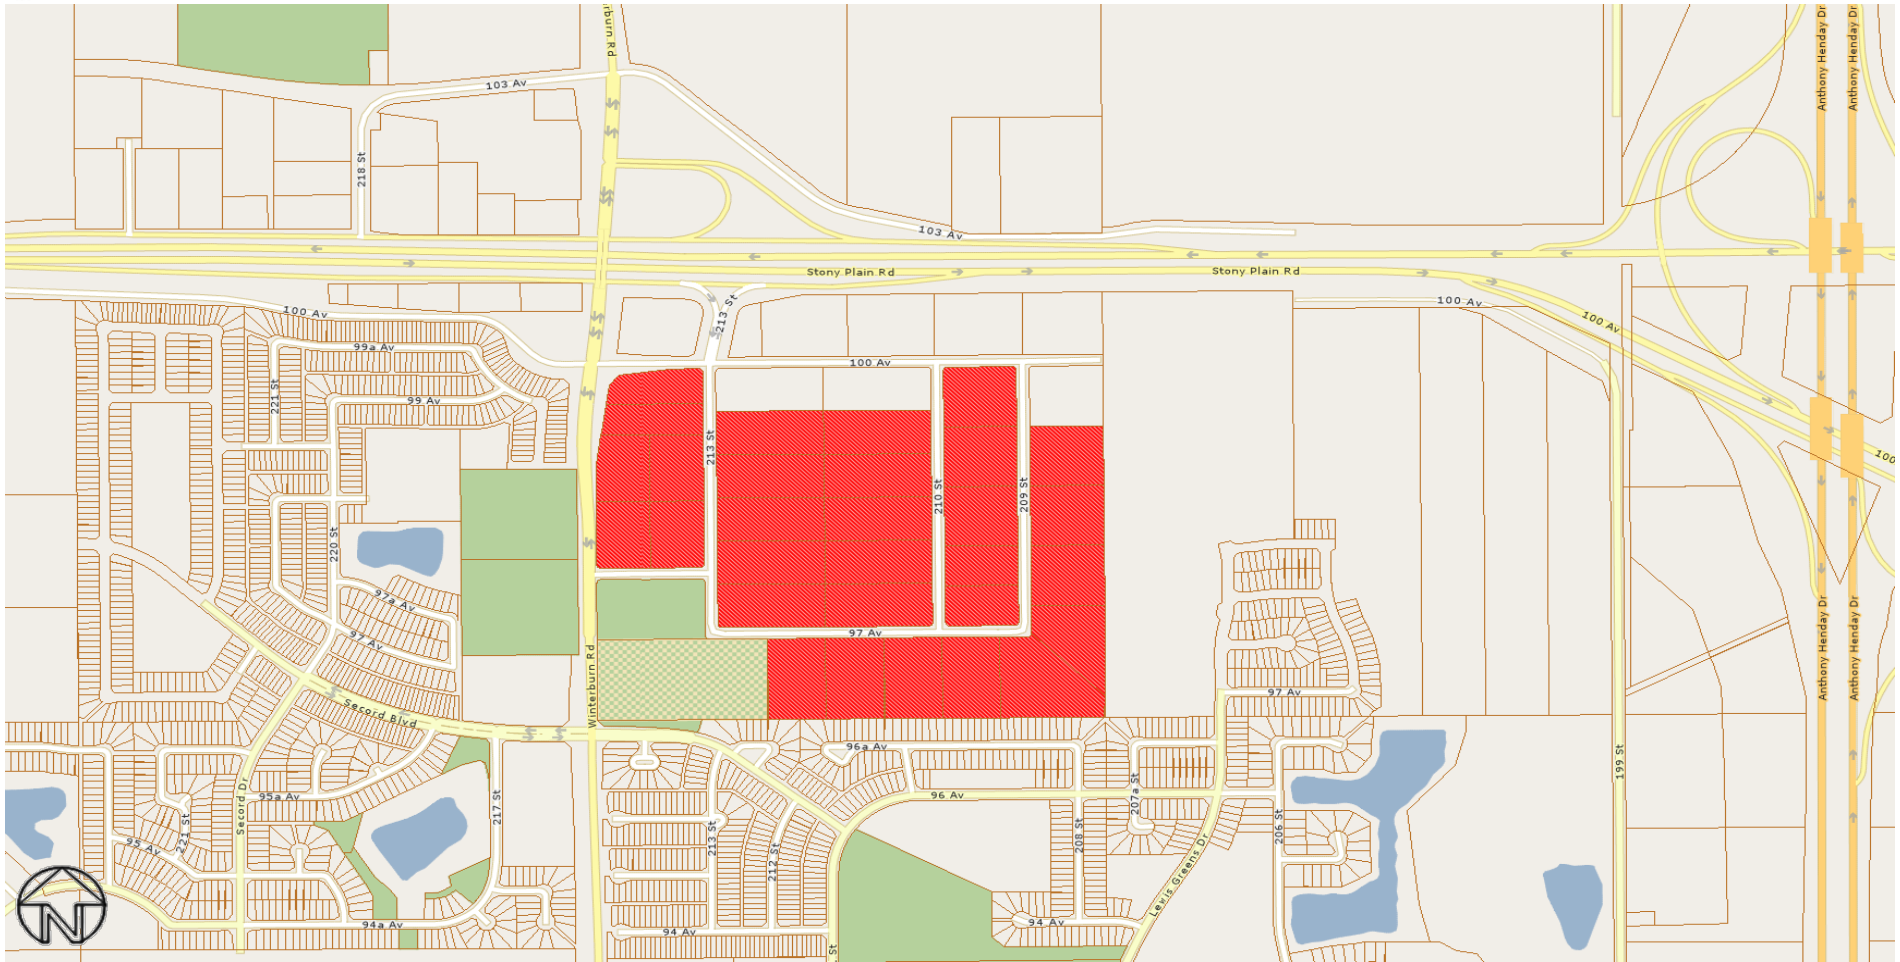 rburn Rd
Anthony Henday Dr
Anthony Henday Dr
103 Av
218 St
103 Av
Stony Plain Rd
Stony Plain Rd
100 Av
213 St
100 Av
100 Av
99a Av
100 Av
221 St
99 Av
213 St
210 St
209 St
100
220 St
97a Av
97 Av
97 Av
Winterburn Rd
Anthony Henday Dr
Anthony Henday Dr
97 Av
Secord Blvd
96a Av
199 St
Secord Dr
95a Av
217 St
96 Av
207a St
221 St
95 Av
213 St
212 St
208 St
206 St
Lewis Greens Dr
N
94a Av
94 Av
94 Av
St